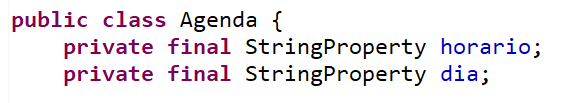 public class Agenda {
private final StringProperty horario;
private final StringProperty dia;